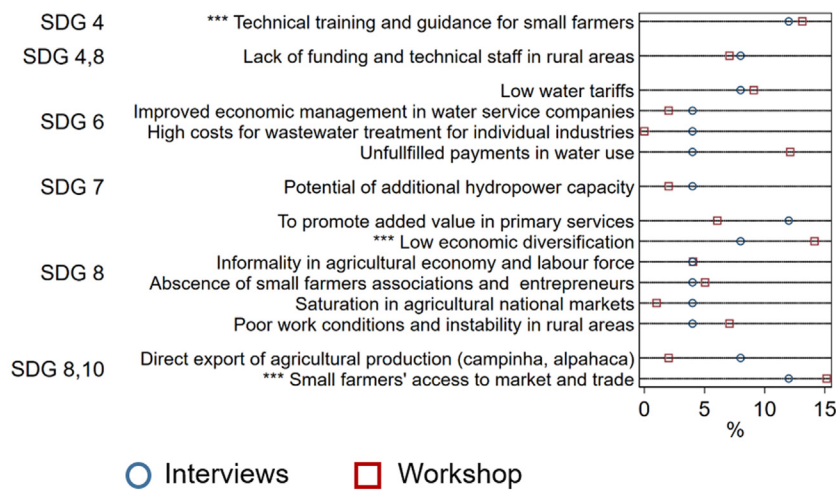 SDG 4 *** Technical training and guidance for small farmers
SDG 4,8 Lack of funding and technical staff in rural areas
Low water tariffs
SDG 6 Improved economic management in water service companies
High costs for wastewater treatment for individual industries
Unfullfilled payments in water use
SDG 7 Potential of additional hydropower capacity
To promote added value in primary services
*** Low economic diversification
SDG 8 Informality in agricultural economy and labour force
Abscence of small farmers associations and entrepreneurs
Saturation in agricultural national markets
Poor work conditions and instability in rural areas
SDG 8,10 Direct export of agricultural production (campinha, alpahaca)
*** Small farmers' access to market and trade
0 5 10 15
%
Interviews Workshop